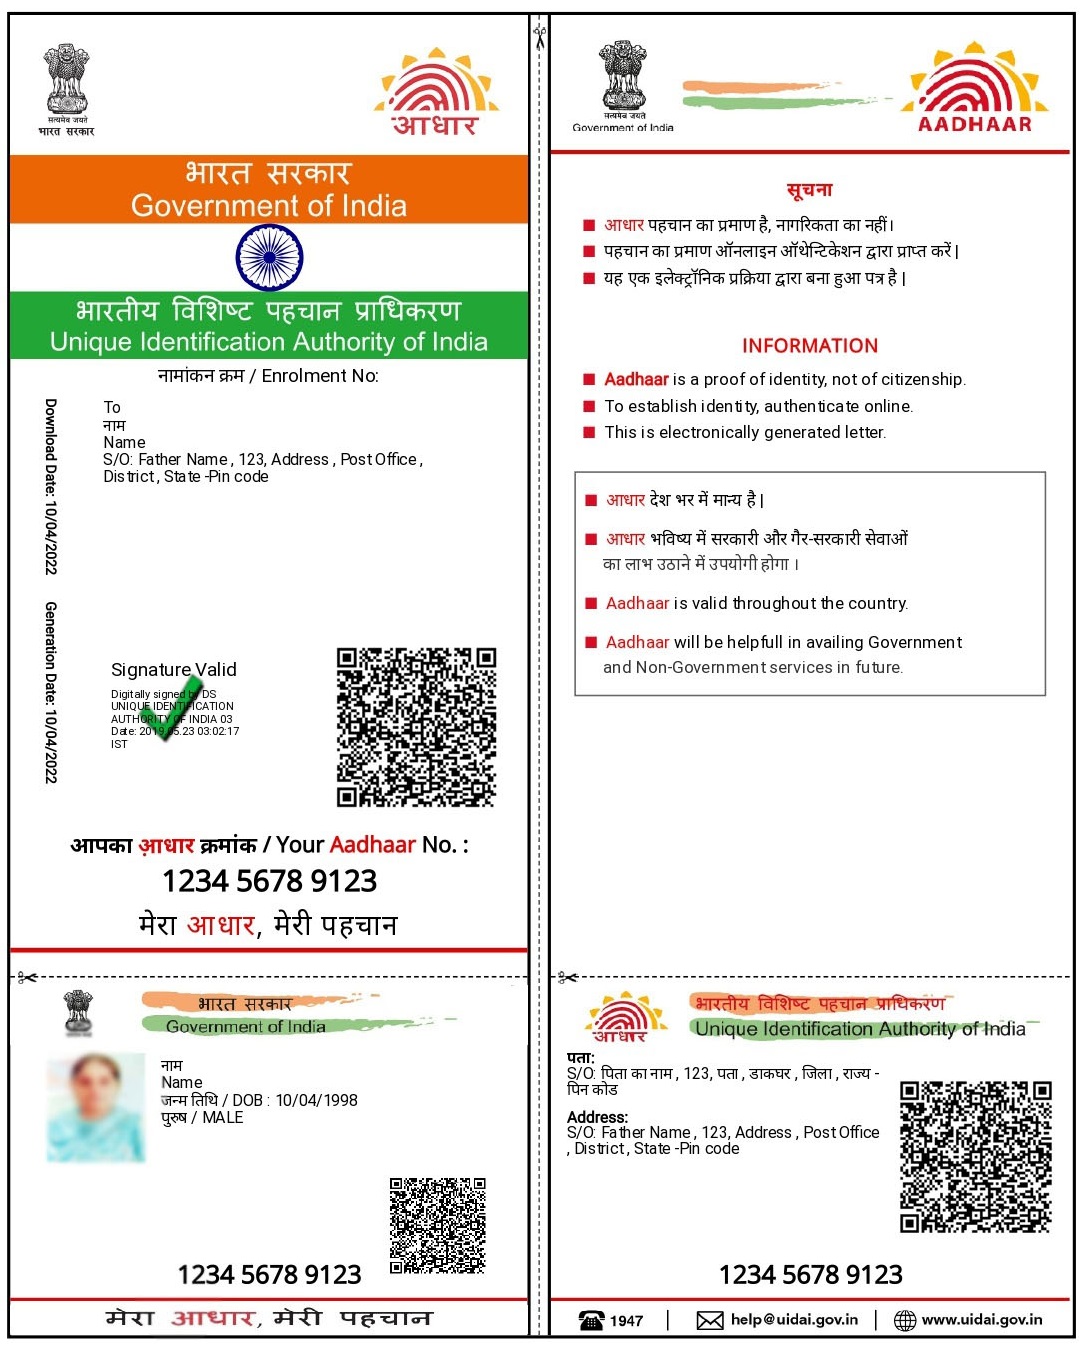 सत्यमेव जयते
भारत सरकार
आधार
भारत सरकार
Government of India
भारतीय विशिष्ट पहचान प्राधिकरण
Unique Identification Authority of India
नामांकन क्रम / Enrolment No:
To
नाम
Name
S/O: Father Name , 123, Address , Post Office ,
District , State -Pin code
Download Date: 10/04/2022
Generation Date: 10/04/2022
Signature Valid
Digitally signed by DS
UNIQUE IDENTIFICATION
AUTHORITY OF INDIA 03
Date: 2019.05.23 03:02:17
IST
आपका आधार क्रमांक / Your Aadhaar No. :
1234 5678 9123
मेरा आधार, मेरी पहचान
सत्यमेव जयते
Government of India
AADHAAR
सूचना
आधार पहचान का प्रमाण है, नागरिकता का नहीं।
पहचान का प्रमाण ऑनलाइन ऑथेन्टिकेशन द्वारा प्राप्त करें |
यह एक इलेक्ट्रॉनिक प्रक्रिया द्वारा बना हुआ पत्र है |
INFORMATION
Aadhaar is a proof of identity, not of citizenship.
To establish identity, authenticate online.
This is electronically generated letter.
आधार देश भर में मान्य है |
आधार भविष्य में सरकारी और गैर-सरकारी सेवाओं
का लाभ उठाने में उपयोगी होगा ।
Aadhaar is valid throughout the country.
Aadhaar will be helpfull in availing Government
and Non-Government services in future.
भारत सरकार
Government of India
नाम
Name
जन्म तिथि / DOB : 10/04/1998
पुरुष / MALE
1234 5678 9123
मेरा आधार, मेरी पहचान
आधार
भारतीय विशिष्ट पहचान प्राधिकरण
Unique Identification Authority of India
पता:
S/O: पिता का नाम , 123, पता , डाकघर , जिला , राज्य -
पिन कोड
Address:
S/O: Father Name , 123, Address , Post Office
, District , State -Pin code
1234 5678 9123
1947 | help@uidai.gov.in | www.uidai.gov.in